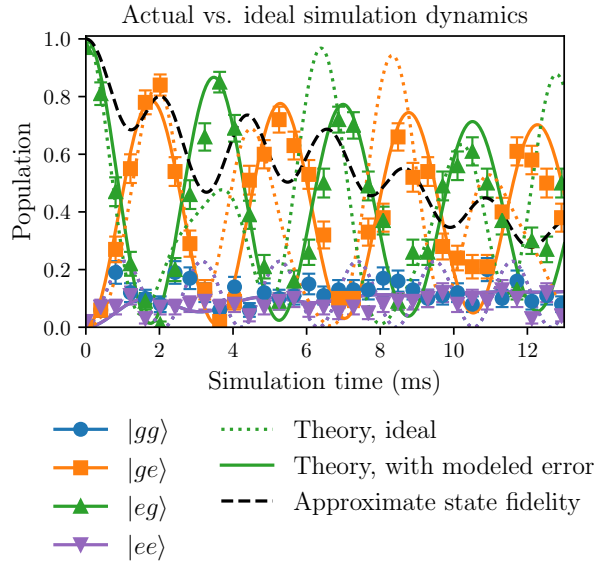 Actual vs. ideal simulation dynamics
1.0
0.8
0.6
0.4
0.2
0.0
Population
0 2 4 6 8 10 12
Simulation time (ms)
|gg⟩
|ge⟩
|eg⟩
|ee⟩
Theory, ideal
Theory, with modeled error
Approximate state fidelity